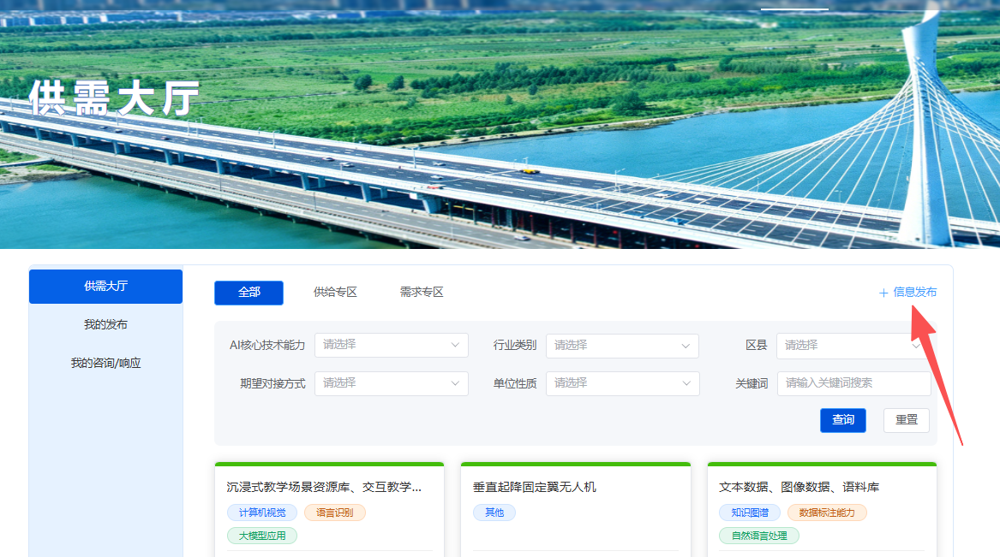 供需大厅
供需大厅
我的发布
我的咨询/响应
全部 供给专区 需求专区 + 信息发布
AI核心技术能力 请选择 行业类别 请选择 区县 请选择
期望对接方式 请选择 单位性质 请选择 关键词 请输入关键词搜索
查询 重置
沉浸式教学场景资源库、交互教学... 垂直起降固定翼无人机 文本数据、图像数据、语料库
计算机视觉 语言识别 其他 知识图谱 数据标注能力
大模型应用 自然语言处理